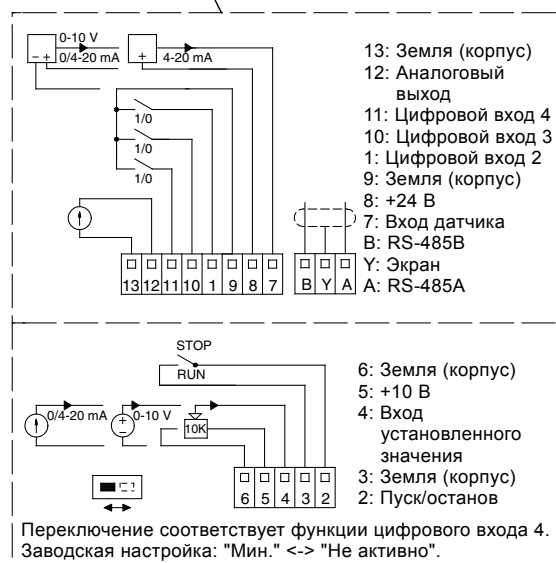 0-10 V
0/4-20 mA
- +
+
4-20 mA
1/0
1/0
1/0
13 12 11 10 1 9 8 7
B Y A
13: Земля (корпус)
12: Аналоговый
выход
11: Цифровой вход 4
10: Цифровой вход 3
1: Цифровой вход 2
9: Земля (корпус)
8: +24 В
7: Вход датчика
B: RS-485B
Y: Экран
A: RS-485A
STOP
RUN
0/4-20 mA
+
−
0-10 V
10K
6 5 4 3 2
6: Земля (корпус)
5: +10 В
4: Вход
установленного
значения
3: Земля (корпус)
2: Пуск/останов
Переключение соответствует функции цифрового входа 4.
Заводская настройка: "Мин." <-> "Не активно".